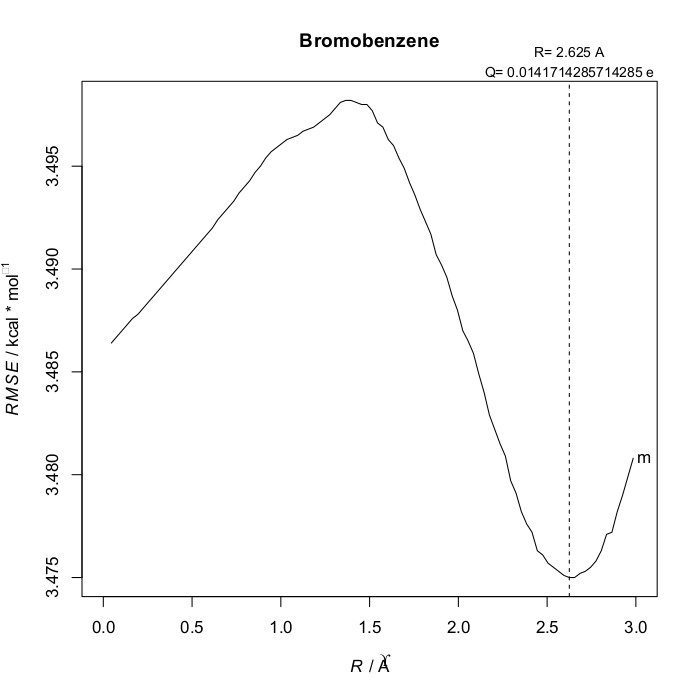 Bromobenzene
R= 2.625 A
Q= 0.0141714285714285 e
3.495
3.490
3.485
3.480
3.475
RMSE / kcal * mol□1
m
0.0 0.5 1.0 1.5 2.0 2.5 3.0
R / Å